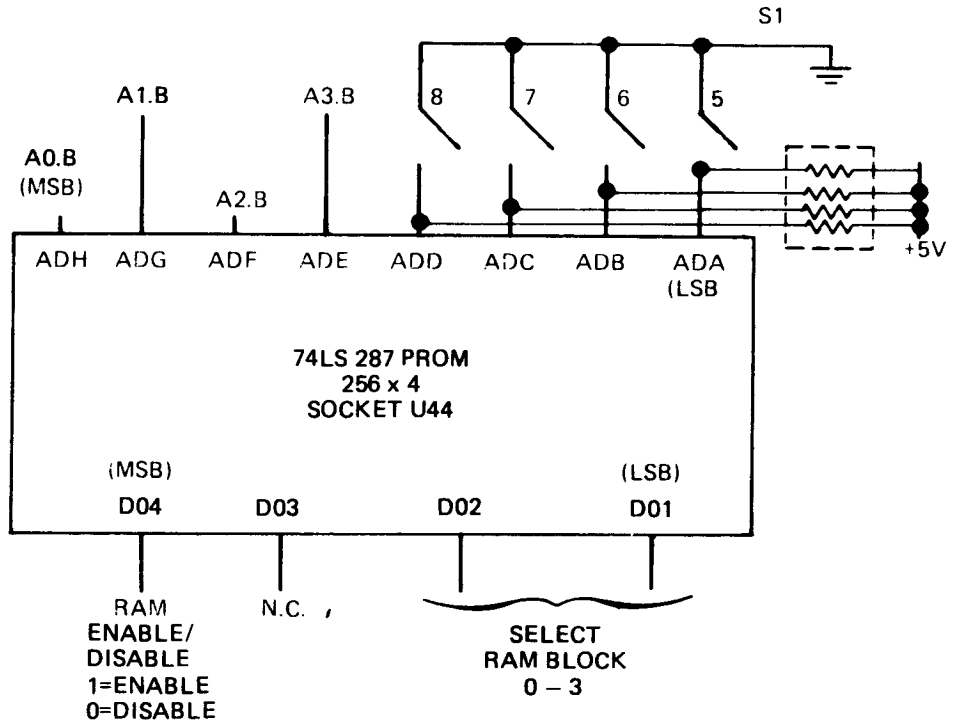 S1
8 7 6 5
A1.B A3.B
A0.B
(MSB)
A2.B
+5V
ADH ADG ADF ADE ADD ADC ADB ADA
(LSB
74LS 287 PROM
256 x 4
SOCKET U44
(MSB) (LSB)
D04 D03 D02 D01
RAM
ENABLE/
DISABLE
1=ENABLE
0=DISABLE
N.C.
SELECT
RAM BLOCK
0 – 3